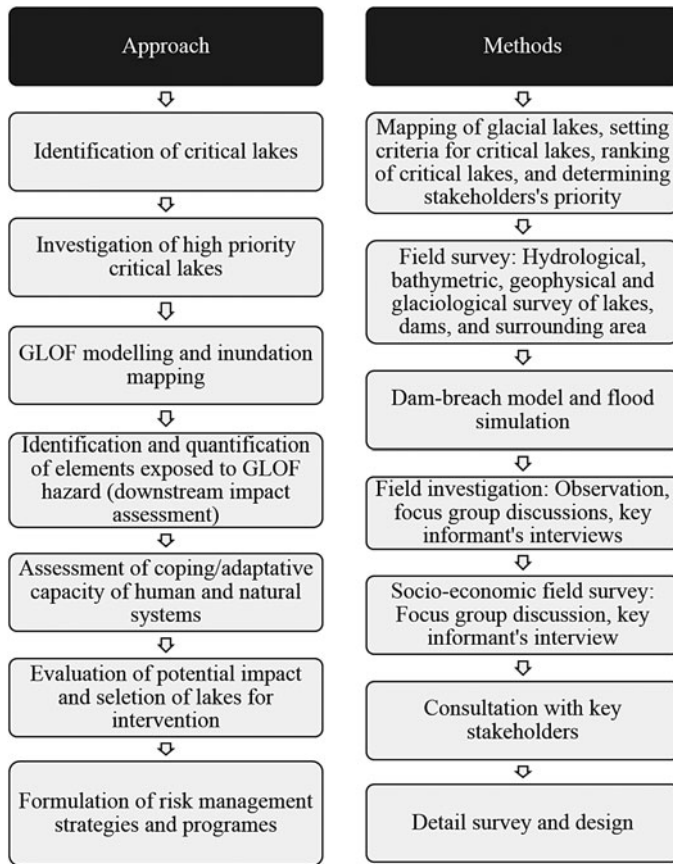 Approach
Identification of critical lakes
Investigation of high priority
critical lakes
GLOF modelling and inundation
mapping
Identification and quantification
of elements exposed to GLOF
hazard (downstream impact
assessment)
Assessment of coping/adaptative
capacity of human and natural
systems
Evaluation of potential impact
and seletion of lakes for
intervention
Formulation of risk management
strategies and programes
Methods
Mapping of glacial lakes, setting
criteria for critical lakes, ranking
of critical lakes, and determining
stakeholders's priority
Field survey: Hydrological,
bathymetric, geophysical and
glaciological survey of lakes,
dams, and surrounding area
Dam-breach model and flood
simulation
Field investigation: Observation,
focus group discussions, key
informant's interviews
Socio-economic field survey:
Focus group discussion, key
informant's interview
Consultation with key
stakeholders
Detail survey and design